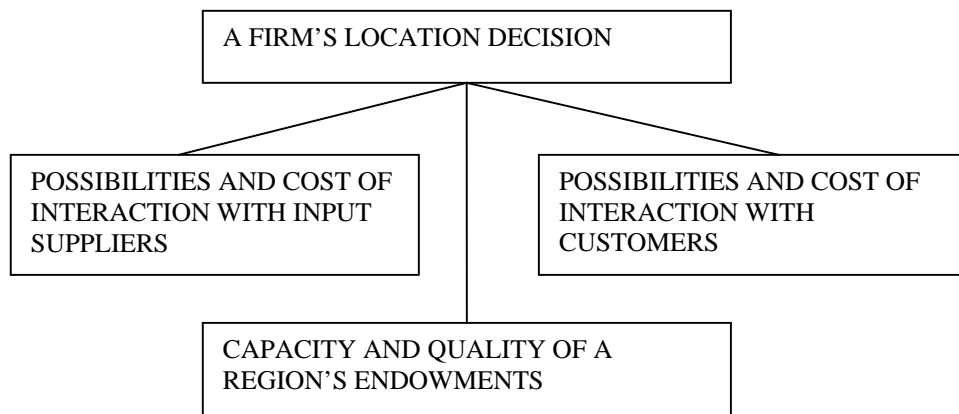 A FIRM’S LOCATION DECISION
POSSIBILITIES AND COST OF
INTERACTION WITH INPUT
SUPPLIERS
POSSIBILITIES AND COST OF
INTERACTION WITH
CUSTOMERS
CAPACITY AND QUALITY OF A
REGION’S ENDOWMENTS